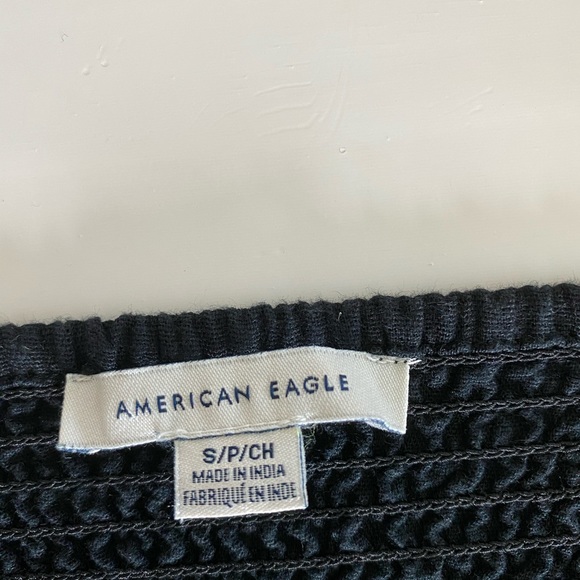 AMERICAN EAGLE
S/P/CH
MADE IN INDIA
FABRIQUÉ EN INDE